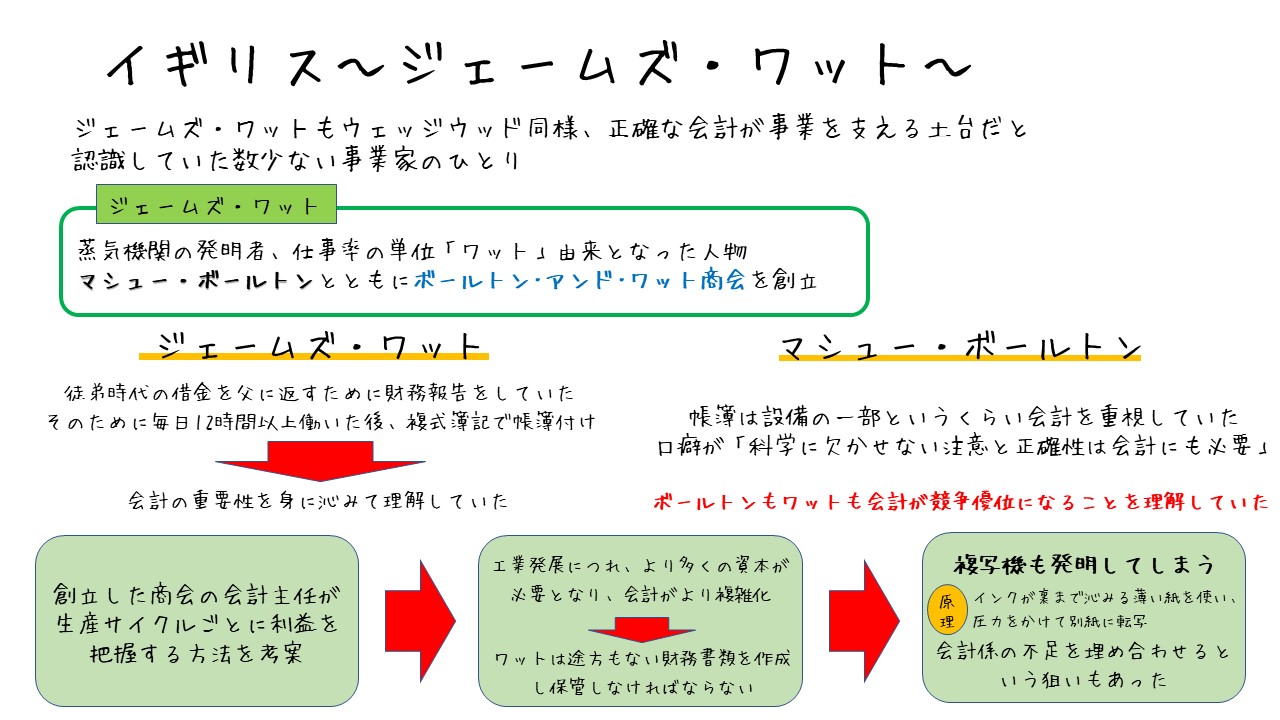 イギリス～ジェームズ・ワット～
ジェームズ・ワットもウェッジウッド同様、正確な会計が事業を支える土台だと
認識していた数少ない事業家のひとり
ジェームズ・ワット
蒸気機関の発明者、仕事率の単位「ワット」由来となった人物
マシュー・ボールトンとともにボールトン・アンド・ワット商会を創立
ジェームズ・ワット
徒弟時代の借金を父に返すために財務報告をしていた
そのために毎日12時間以上働いた後、複式簿記で帳簿付け
会計の重要性を身に沁みて理解していた
マシュー・ボールトン
帳簿は設備の一部というくらい会計を重視していた
口癖が「科学に欠かせない注意と正確性は会計にも必要」
ボールトンもワットも会計が競争優位になることを理解していた
創立した商会の会計主任が
生産サイクルごとに利益を
把握する方法を考案
工業発展につれ、より多くの資本が
必要となり、会計がより複雑化
ワットは途方もない財務書類を作成
し保管しなければならない
複写機も発明してしまう
原
理
インクが裏まで沁みる薄い紙を使い、
圧力をかけて別紙に転写
会計係の不足を埋め合わせると
いう狙いもあった